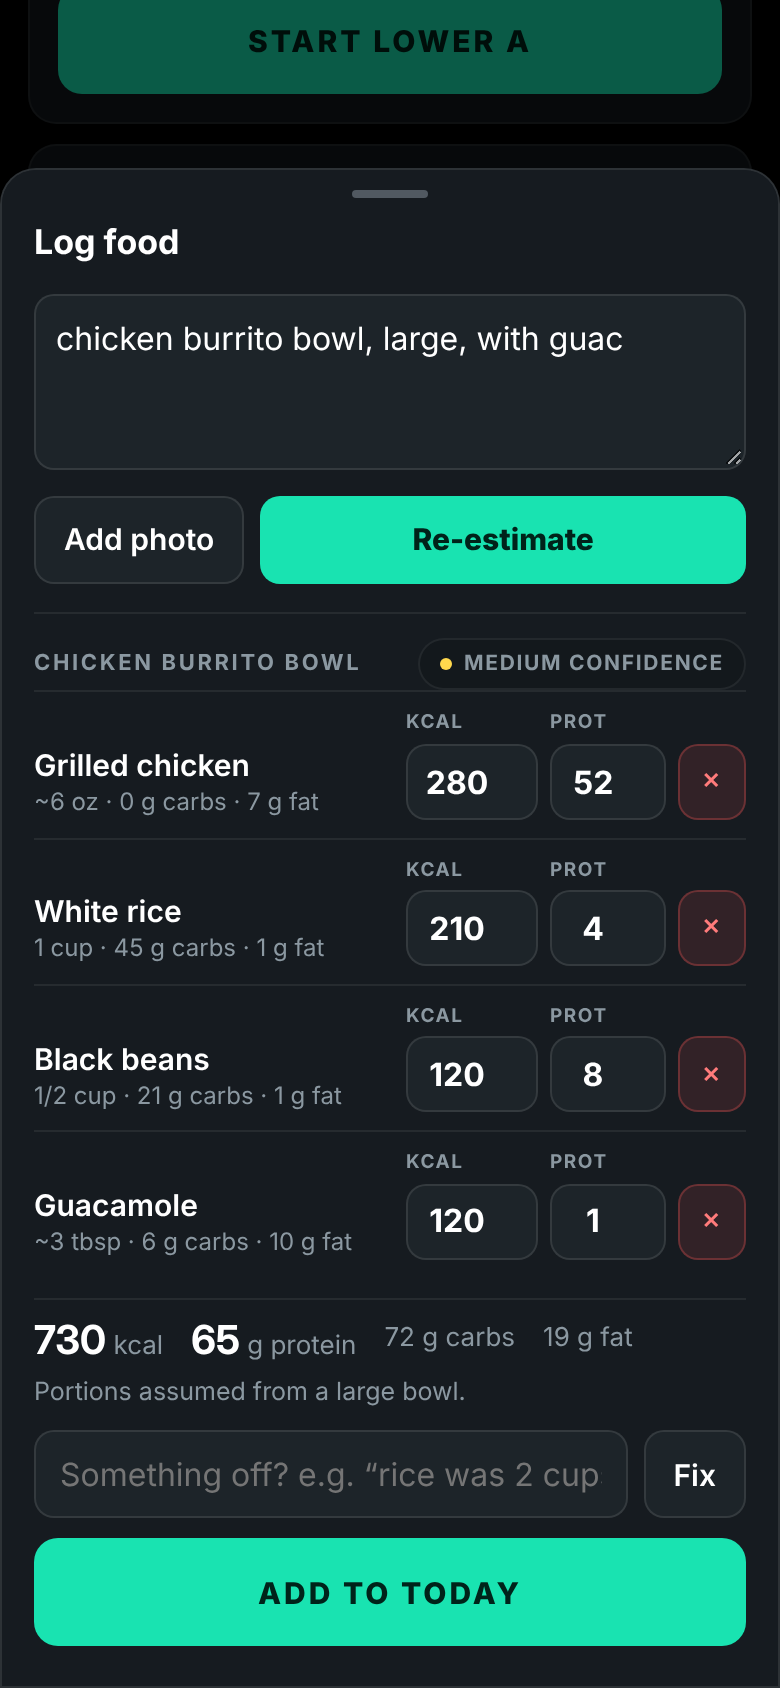 START LOWER A
Log food
chicken burrito bowl, large, with guac
Add photo
Re-estimate
CHICKEN BURRITO BOWL
MEDIUM CONFIDENCE
KCAL PROT
Grilled chicken
~6 oz · 0 g carbs · 7 g fat
280 52 ×
KCAL PROT
White rice
1 cup · 45 g carbs · 1 g fat
210 4 ×
KCAL PROT
Black beans
1/2 cup · 21 g carbs · 1 g fat
120 8 ×
KCAL PROT
Guacamole
~3 tbsp · 6 g carbs · 10 g fat
120 1 ×
730 kcal 65 g protein 72 g carbs 19 g fat
Portions assumed from a large bowl.
Something off? e.g. “rice was 2 cup
Fix
ADD TO TODAY